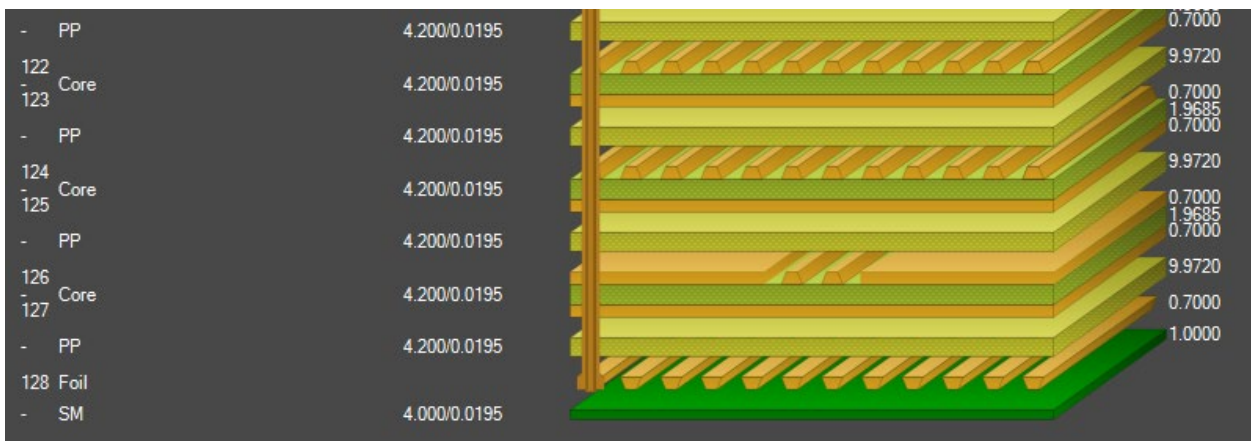 - PP 4.200/0.0195 0.7000
122 9.9720
- Core 4.200/0.0195
123 0.7000
1.9685
- PP 4.200/0.0195 0.7000
124 9.9720
- Core 4.200/0.0195
125 0.7000
1.9685
- PP 4.200/0.0195 0.7000
126 9.9720
- Core 4.200/0.0195
127 0.7000
- PP 4.200/0.0195 1.0000
128 Foil
- SM 4.000/0.0195